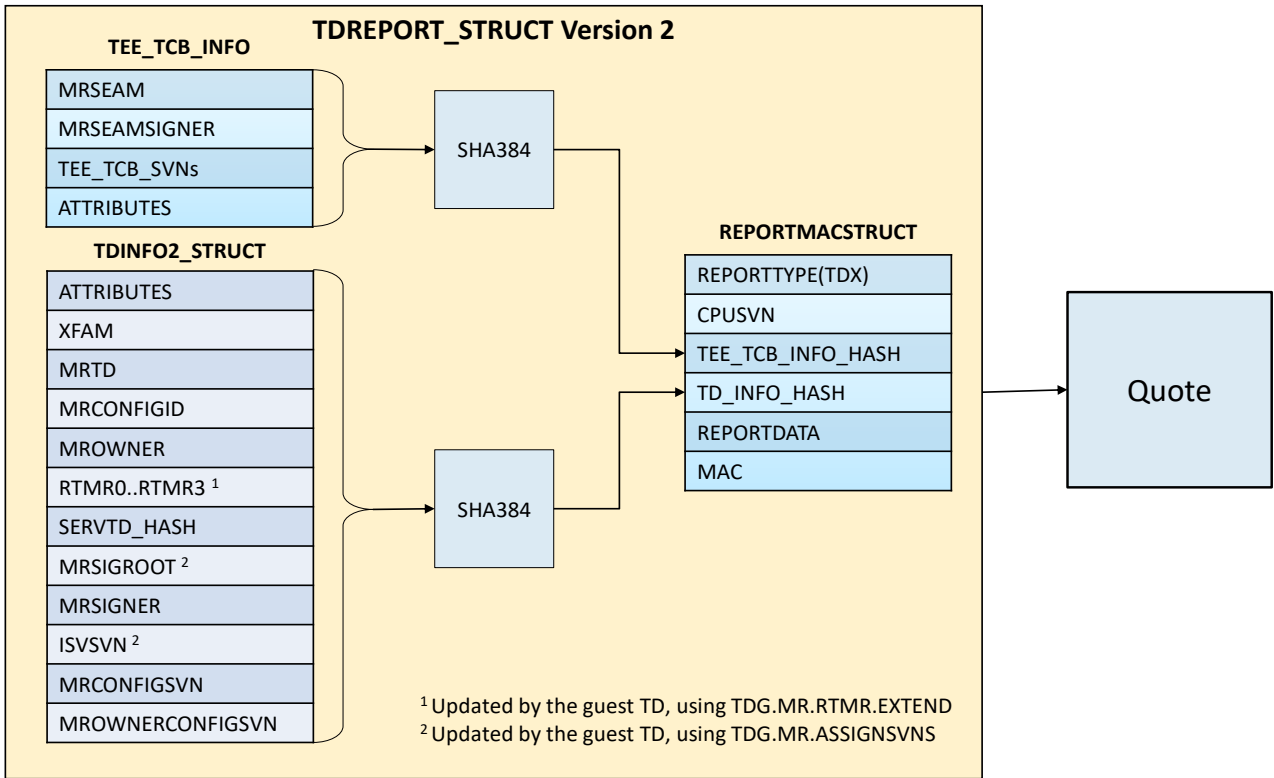 TDREPORT_STRUCT Version 2
TEE_TCB_INFO
MRSEAM
MRSEAMSIGNER
TEE_TCB_SVNs
ATTRIBUTES
SHA384
TDINFO2_STRUCT
ATTRIBUTES
XFAM
MRTD
MRCONFIGID
MROWNER
RTMR0..RTMR3 1
SERVTD_HASH
MRSIGROOT 2
MRSIGNER
ISVSVN 2
MRCONFIGSVN
MROWNERCONFIGSVN
SHA384
REPORTMACSTRUCT
REPORTTYPE(TDX)
CPUSVN
TEE_TCB_INFO_HASH
TD_INFO_HASH
REPORTDATA
MAC
Quote
1 Updated by the guest TD, using TDG.MR.RTMR.EXTEND
2 Updated by the guest TD, using TDG.MR.ASSIGNSVNS